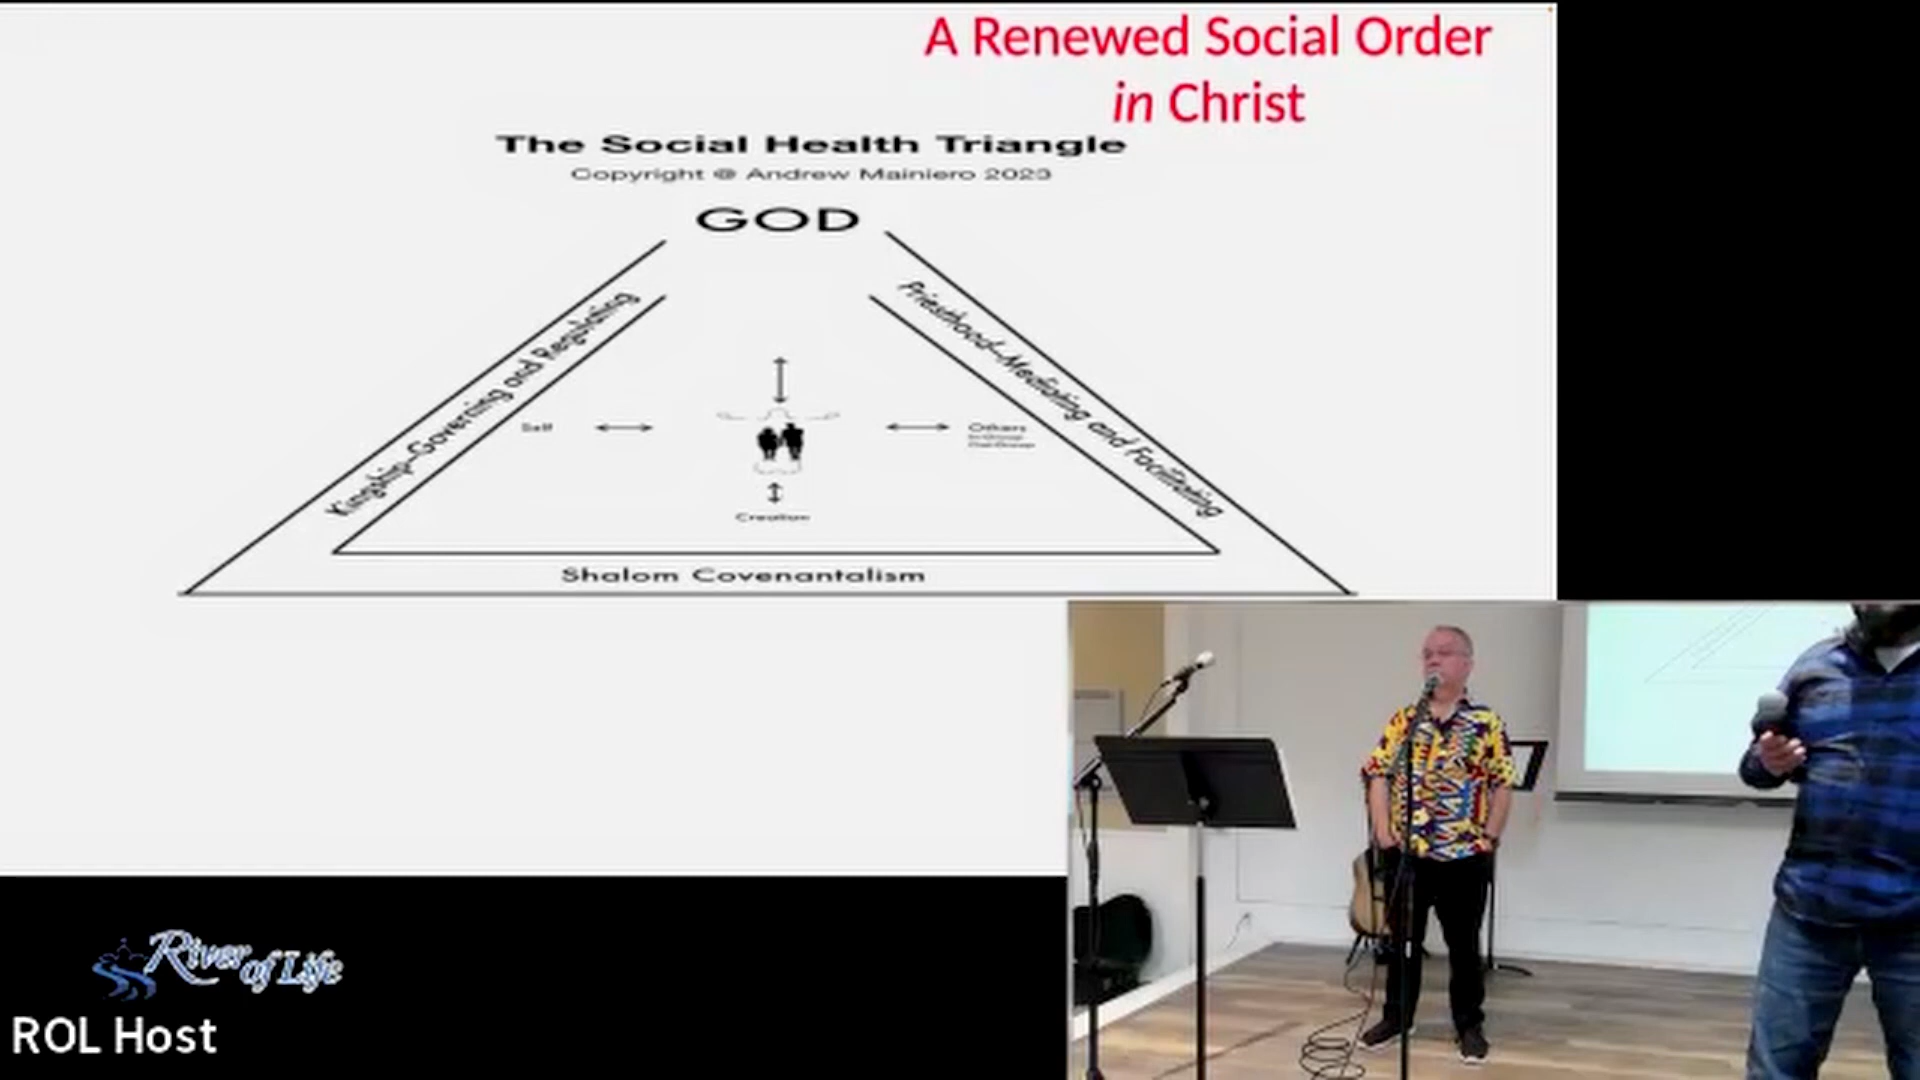 A Renewed Social Order
in Christ
The Social Health Triangle
Copyright @ Andrew Mainiero 2023
GOD
Kingship-Governing and Regulating
Priesthood-Mediating and Facilitating
Self
Others
Creation
Shalom Covenantalism
River of Life
ROL Host